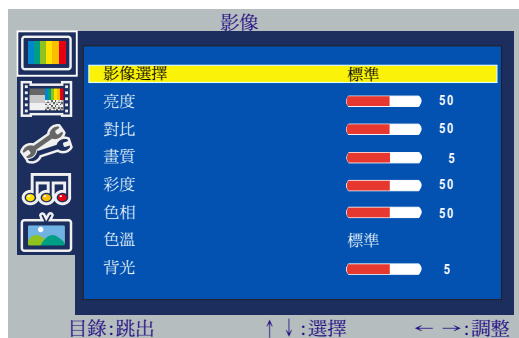 影像
影像選擇 標準
亮度 50
對比 50
畫質 5
彩度 50
色相 50
色溫 標準
背光 5
目錄:跳出 ↑↓:選擇 ← →:調整